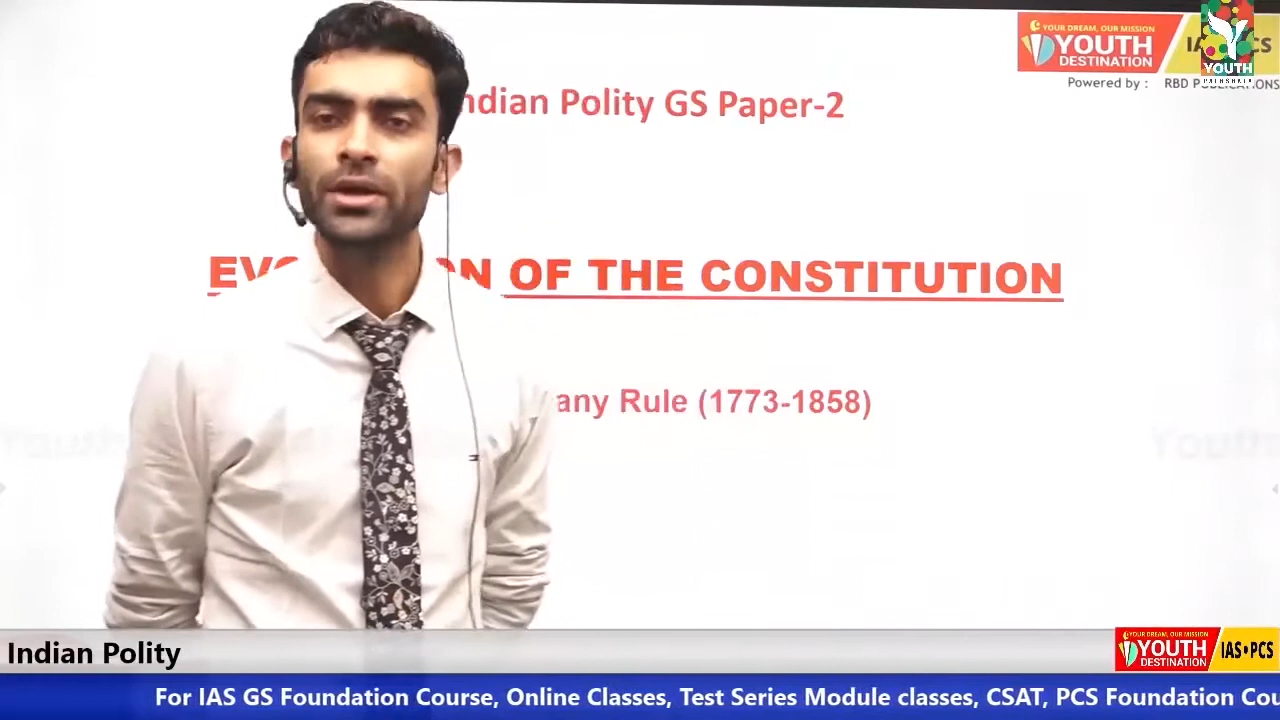 YOUR DREAM, OUR MISSION
YOUTH
DESTINATION
YOUTH
Powered by :
Indian Polity GS Paper-2
OF THE CONSTITUTION
Rule (1773-1858)
Indian Polity
YOUR DREAM, OUR MISSION
YOUTH
DESTINATION
IAS•PCS
For IAS GS Foundation Course, Online Classes, Test Series Module classes, CSAT, PCS Foundation